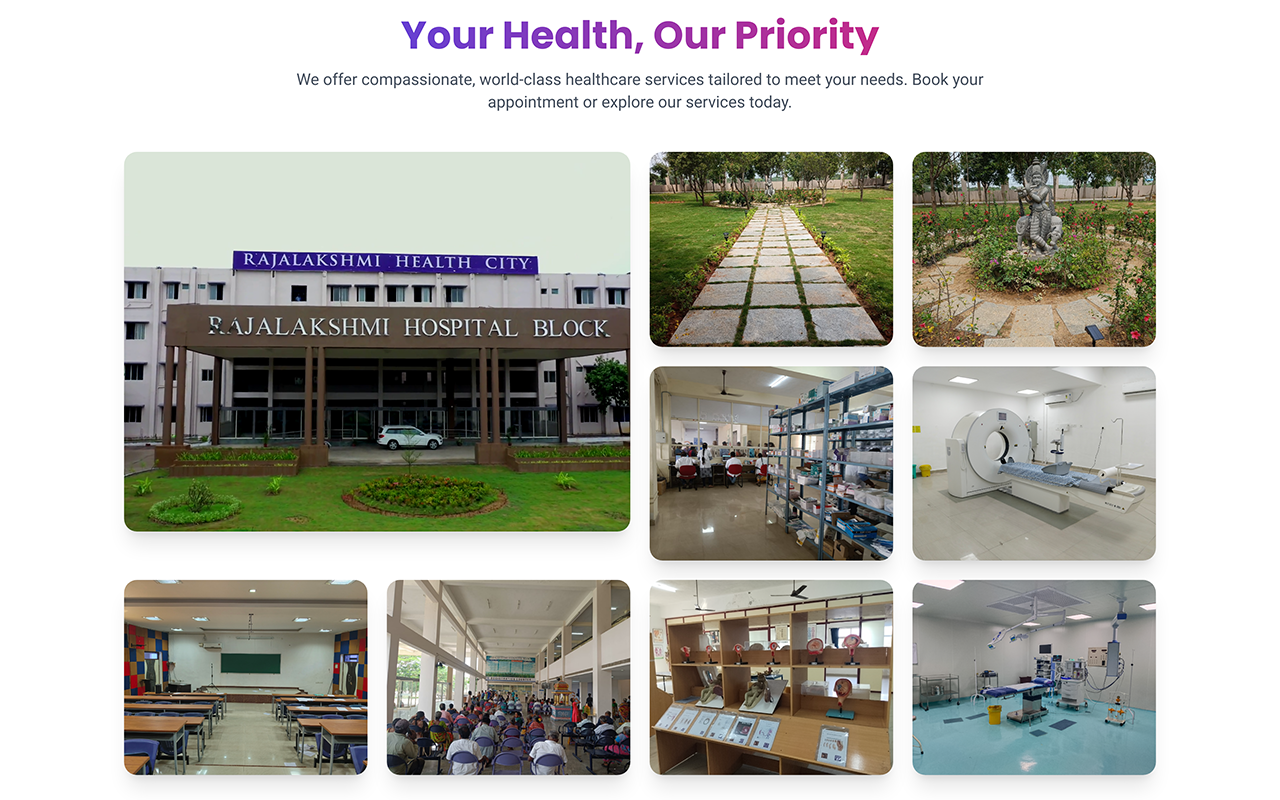 Your Health, Our Priority
We offer compassionate, world-class healthcare services tailored to meet your needs. Book your
appointment or explore our services today.
RAJALAKSHMI HEALTH CITY
RAJALAKSHMI HOSPITAL BLOCK